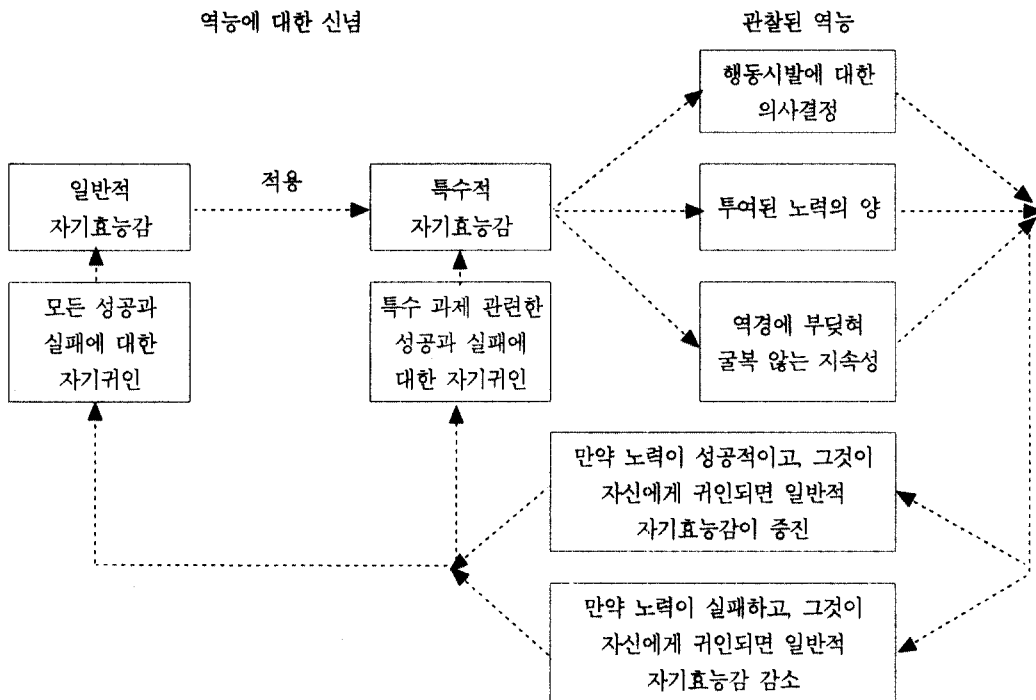 역능에 대한 신념
관찰된 역능
행동시발에 대한
의사결정
일반적
자기효능감
적용
특수적
자기효능감
투여된 노력의 양
모든 성공과
실패에 대한
자기귀인
특수 과제 관련한
성공과 실패에
대한 자기귀인
역경에 부딪혀
굴복 않는 지속성
만약 노력이 성공적이고, 그것이
자신에게 귀인되면 일반적
자기효능감이 증진
만약 노력이 실패하고, 그것이
자신에게 귀인되면 일반적
자기효능감 감소